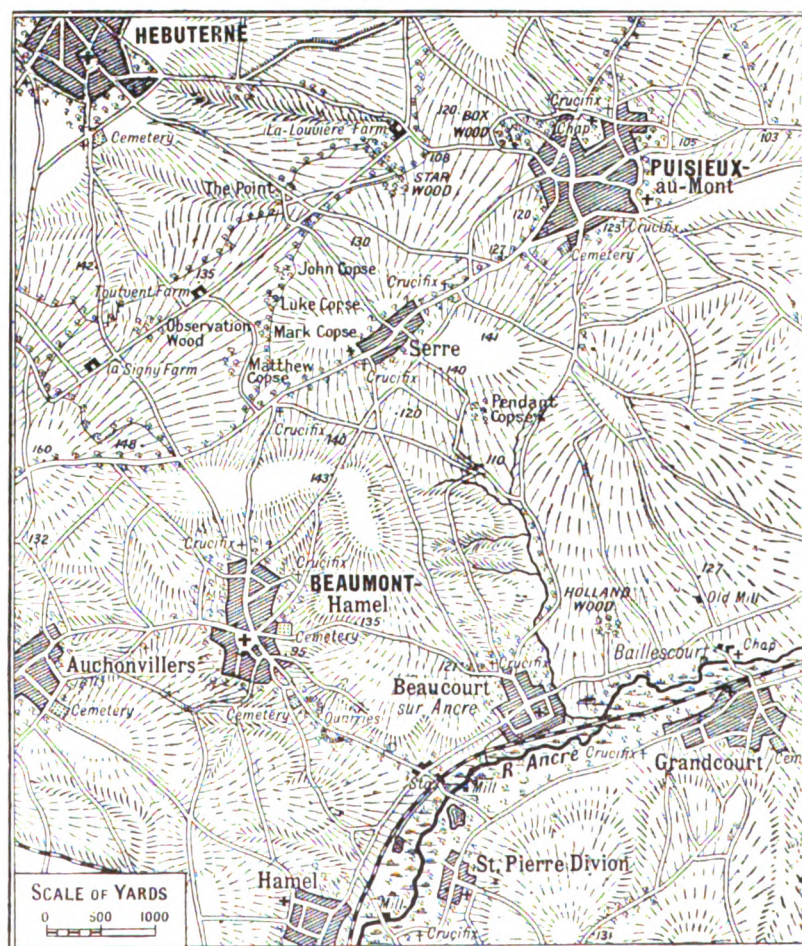 HEBUTERNE
Cemetery
La-Louvière Farm
120
BOX
WOOD
Crucifix
Chap
103
105
108
STAR
WOOD
PUISIEUX-
au-Mont
The Point
120
123
Crucifix
Cemetery
130
127
142
135
John Copse
Crucifix
Toutvent Farm
Luke Copse
Observation
Wood
Mark Copse
Serre
141
la Signy Farm
Matthew
Copse
Crucifix
140
120
Pendant
Copse
Crucifix
140
148
160
110
143
132
Crucifix
Crucifix
BEAUMONT-
Hamel
127
Old Mill
HOLLAND
WOOD
Cemetery
135
95
Baillescourt
Chap
Auchonvillers
121
Crucifix
Beaucourt
sur Ancre
Cemetery
Cemetery
Quarries
R. Ancre
Crucifix
Grandcourt
Cem
Sta
Mill
St. Pierre Divion
Hamel
SCALE OF YARDS
0 500 1000
Mill
Crucifix
131